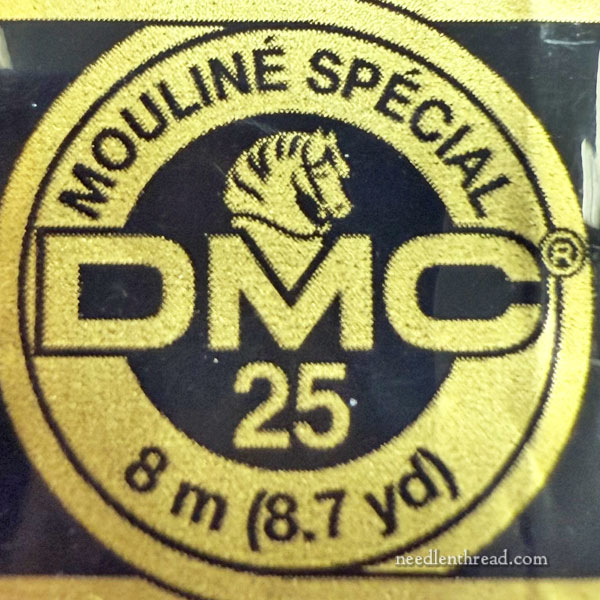 MOULINÉ SPÉCIAL
DMC®
25
8 m (8.7 yd)
needlenthread.com